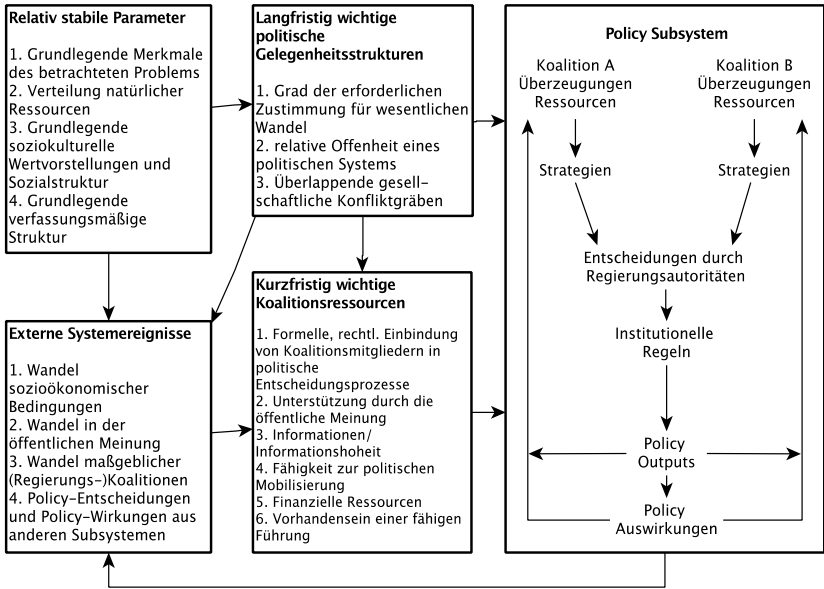 Relativ stabile Parameter
1. Grundlegende Merkmale
des betrachteten Problems
2. Verteilung natürlicher
Ressourcen
3. Grundlegende
soziokulturelle
Wertvorstellungen und
Sozialstruktur
4. Grundlegende
verfassungsmäßige
Struktur
Langfristig wichtige
politische
Gelegenheitsstrukturen
1. Grad der erforderlichen
Zustimmung für wesentlichen
Wandel
2. relative Offenheit eines
politischen Systems
3. Überlappende gesell-
schaftliche Konfliktgräben
Externe Systemereignisse
1. Wandel
sozioökonomischer
Bedingungen
2. Wandel in der
öffentlichen Meinung
3. Wandel maßgeblicher
(Regierungs-)Koalitionen
4. Policy-Entscheidungen
und Policy-Wirkungen aus
anderen Subsystemen
Kurzfristig wichtige
Koalitionsressourcen
1. Formelle, rechtl. Einbindung
von Koalitionsmitgliedern in
politische
Entscheidungsprozesse
2. Unterstützung durch die
öffentliche Meinung
3. Informationen/
Informationshoheit
4. Fähigkeit zur politischen
Mobilisierung
5. Finanzielle Ressourcen
6. Vorhandensein einer fähigen
Führung
Policy Subsystem
Koalition A
Überzeugungen
Ressourcen
Koalition B
Überzeugungen
Ressourcen
Strategien
Strategien
Entscheidungen durch
Regierungsautoritäten
Institutionelle
Regeln
Policy
Outputs
Policy
Auswirkungen